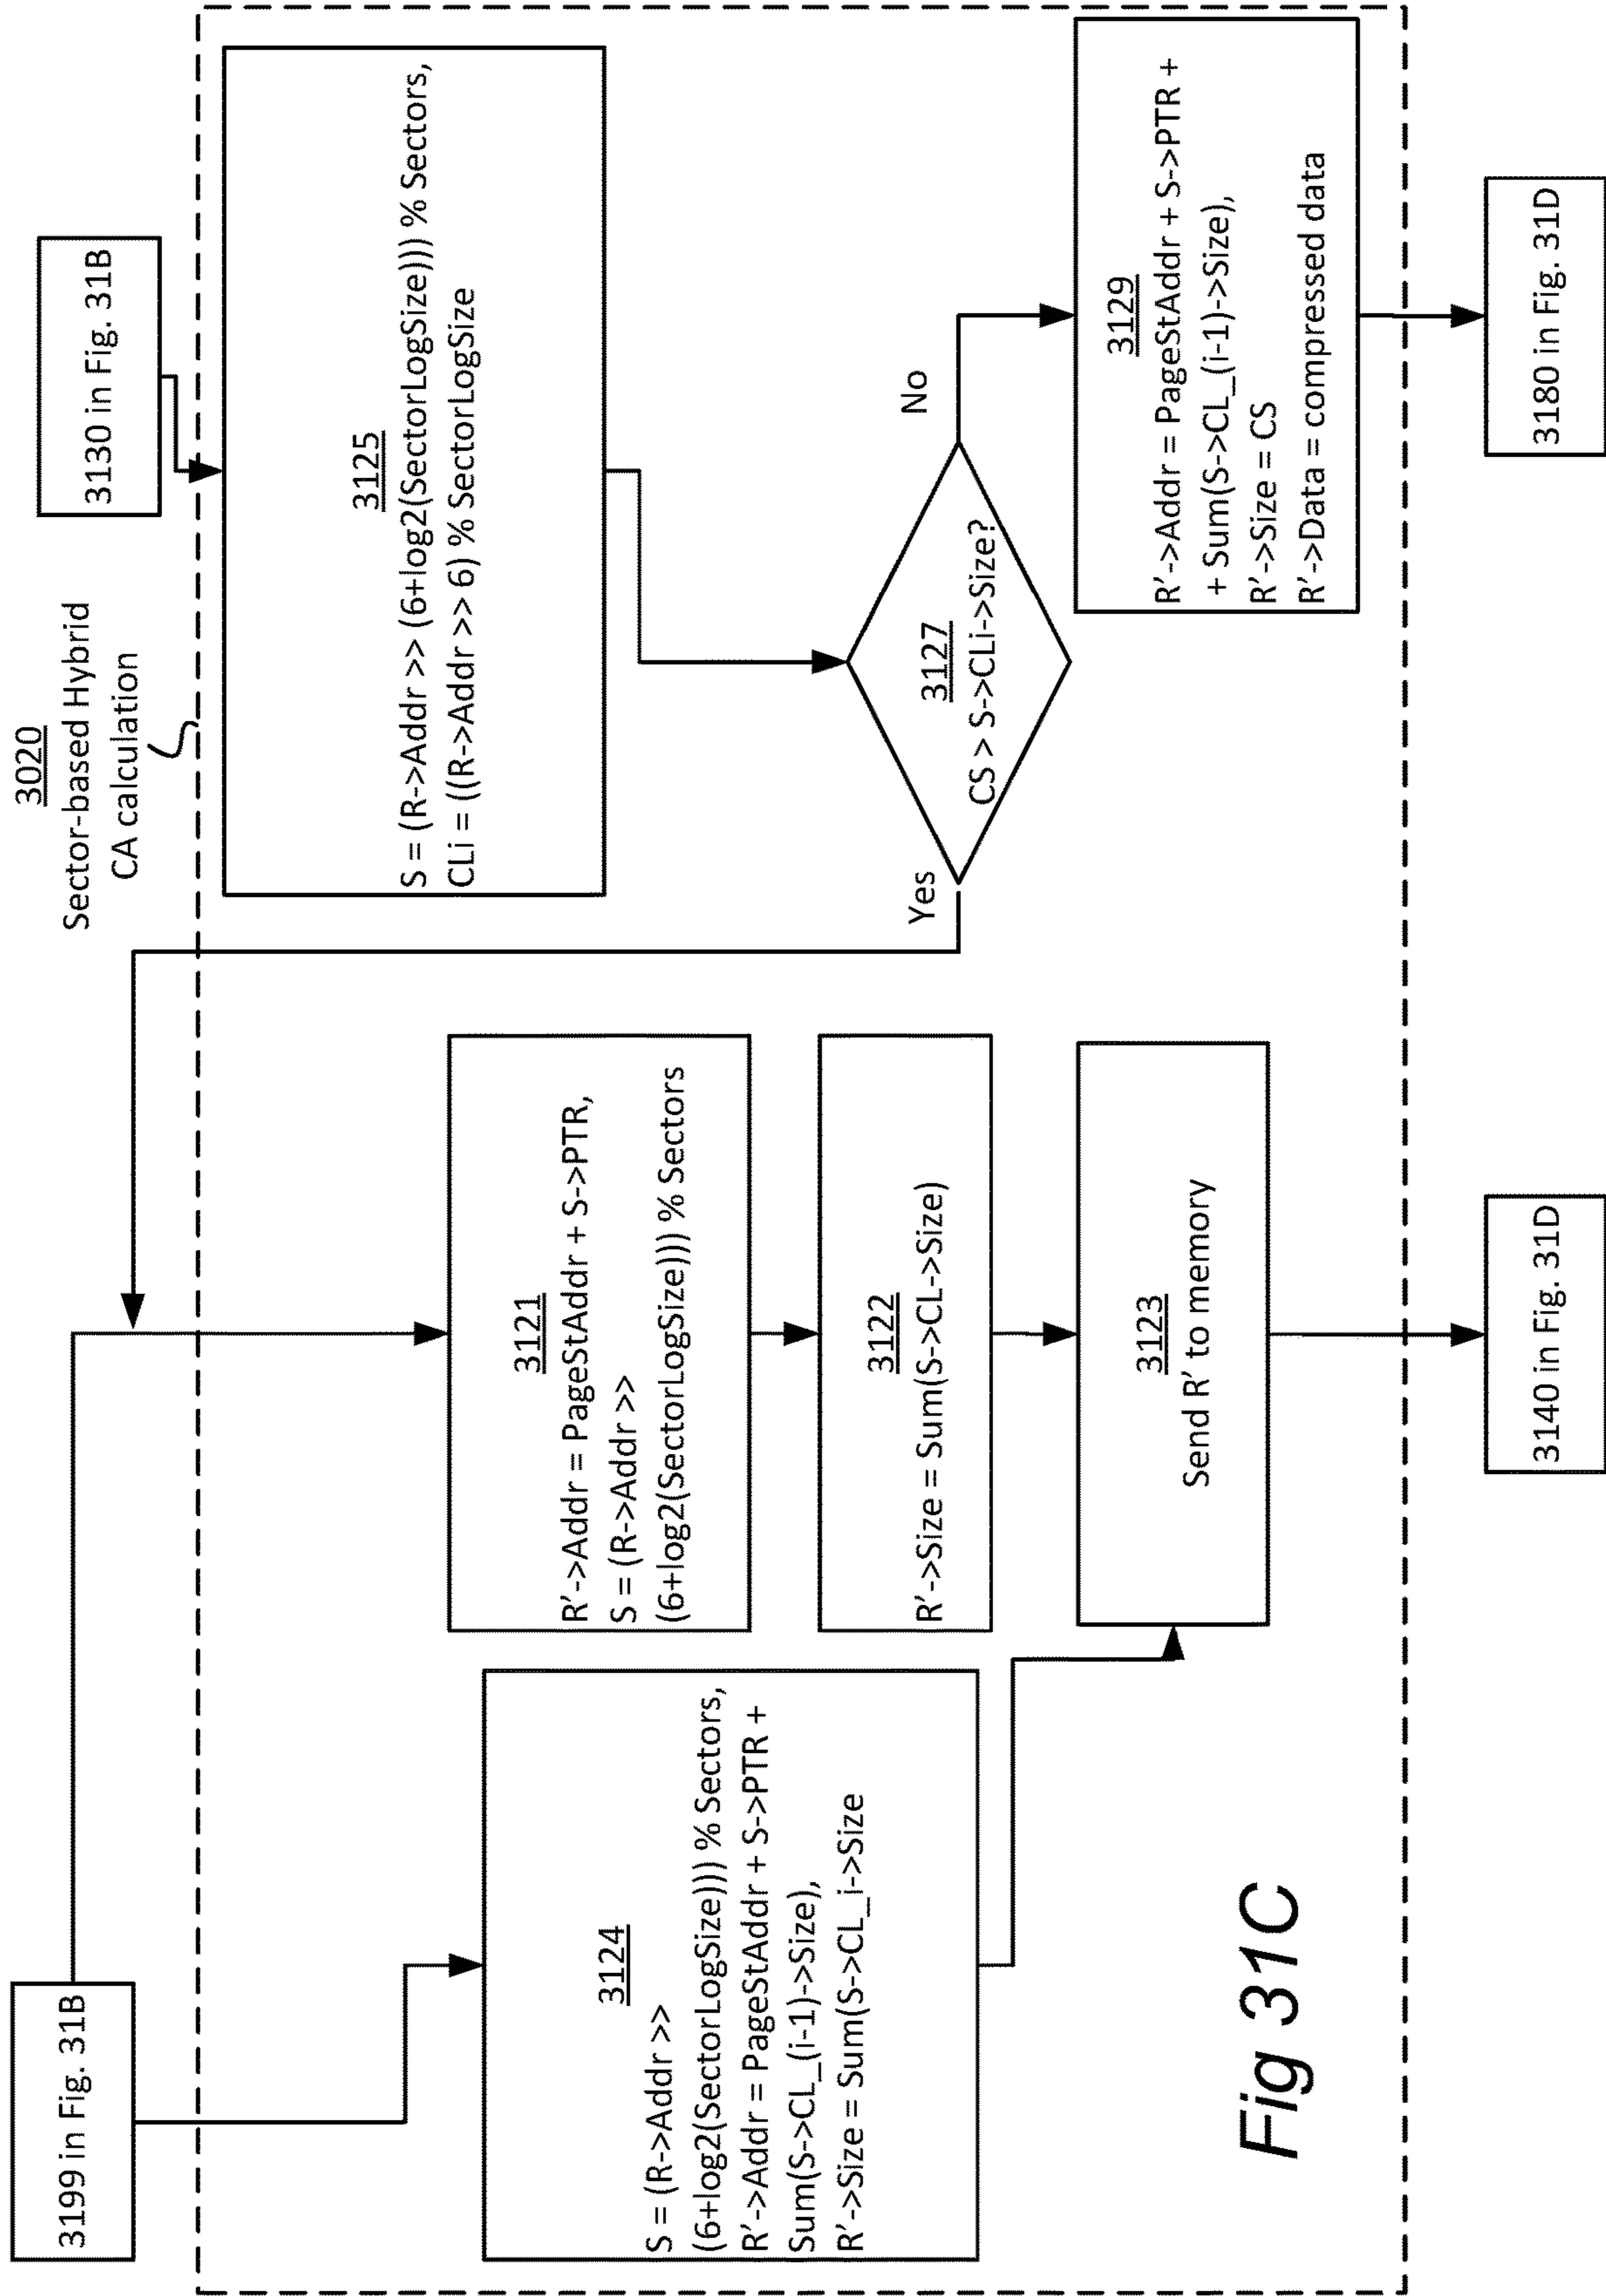 3020
Sector-based Hybrid
CA calculation
3199 in Fig. 31B
3130 in Fig. 31B
3124
S = (R->Addr >>
(6+log2(SectorLogSize))) % Sectors,
R'->Addr = PageStAddr + S->PTR +
Sum(S->CL_(i-1)->Size),
R'->Size = Sum(S->CL_i->Size
3121
R'->Addr = PageStAddr + S->PTR,
S = (R->Addr >>
(6+log2(SectorLogSize))) % Sectors
3122
R'->Size = Sum(S->CL->Size)
3123
Send R' to memory
3125
S = (R->Addr >> (6+log2(SectorLogSize))) % Sectors,
CLi = ((R->Addr >> 6) % SectorLogSize
3127
CS > S->CLi->Size?
Yes
No
3129
R'->Addr = PageStAddr + S->PTR +
+ Sum(S->CL_(i-1)->Size),
R'->Size = CS
R'->Data = compressed data
3140 in Fig. 31D
3180 in Fig. 31D
Fig 31C